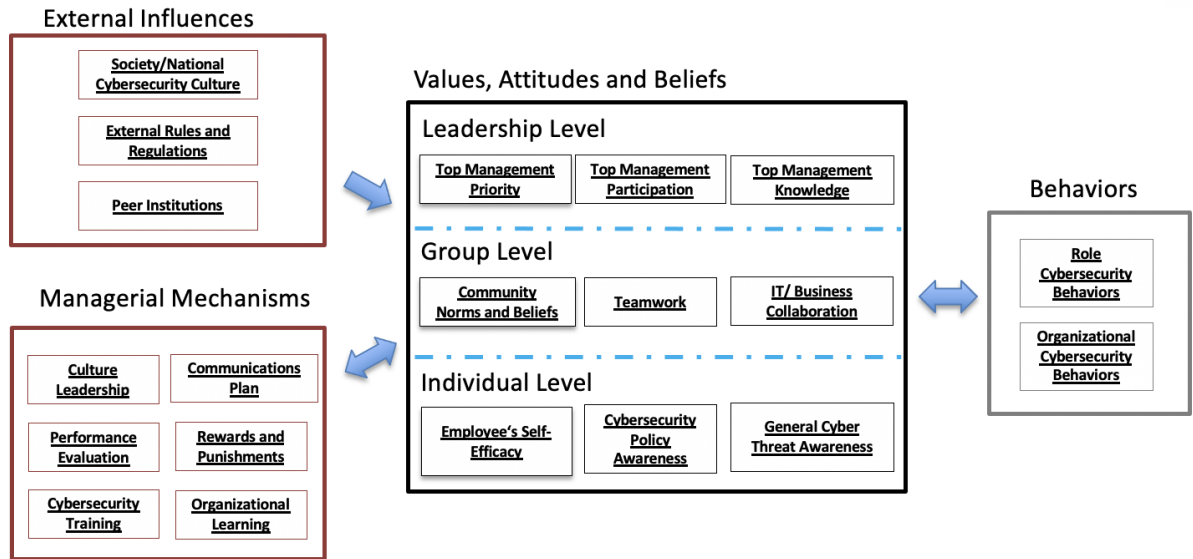 External Influences
Society/National
Cybersecurity Culture
External Rules and
Regulations
Peer Institutions
Managerial Mechanisms
Culture
Leadership
Communications
Plan
Performance
Evaluation
Rewards and
Punishments
Cybersecurity
Training
Organizational
Learning
Values, Attitudes and Beliefs
Leadership Level
Top Management
Priority
Top Management
Participation
Top Management
Knowledge
Group Level
Community
Norms and Beliefs
Teamwork
IT/ Business
Collaboration
Individual Level
Employee‘s Self-
Efficacy
Cybersecurity
Policy
Awareness
General Cyber
Threat Awareness
Behaviors
Role
Cybersecurity
Behaviors
Organizational
Cybersecurity
Behaviors